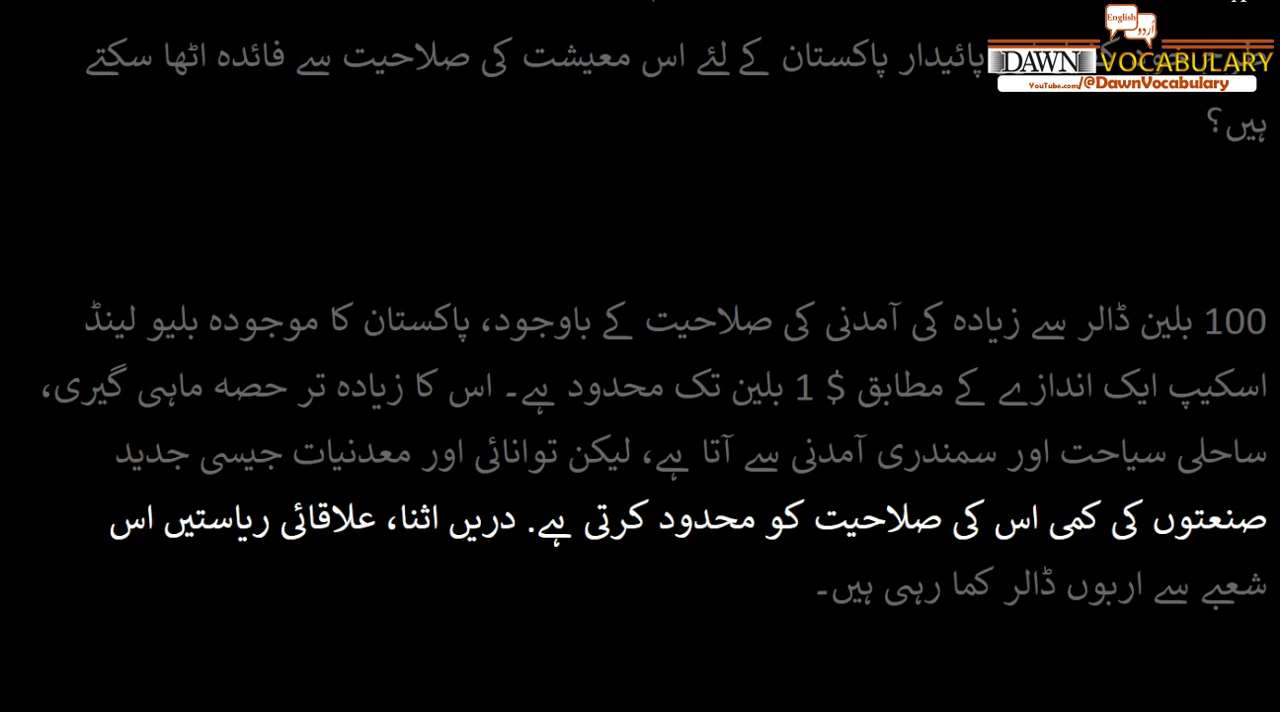 English
اُردو
DAWN VOCABULARY
YouTube.com/@DawnVocabulary
پائیدار پاکستان کے لئے اس معیشت کی صلاحیت سے فائدہ اٹھا سکتے
ہیں؟
100 بلین ڈالر سے زیادہ کی آمدنی کی صلاحیت کے باوجود، پاکستان کا موجودہ بلیو لینڈ
اسکیپ ایک اندازے کے مطابق $ 1 بلین تک محدود ہے۔ اس کا زیادہ تر حصہ ماہی گیری،
ساحلی سیاحت اور سمندری آمدنی سے آتا ہے، لیکن توانائی اور معدنیات جیسی جدید
صنعتوں کی کمی اس کی صلاحیت کو محدود کرتی ہے. دریں اثنا، علاقائی ریاستیں اس
شعبے سے اربوں ڈالر کما رہی ہیں۔